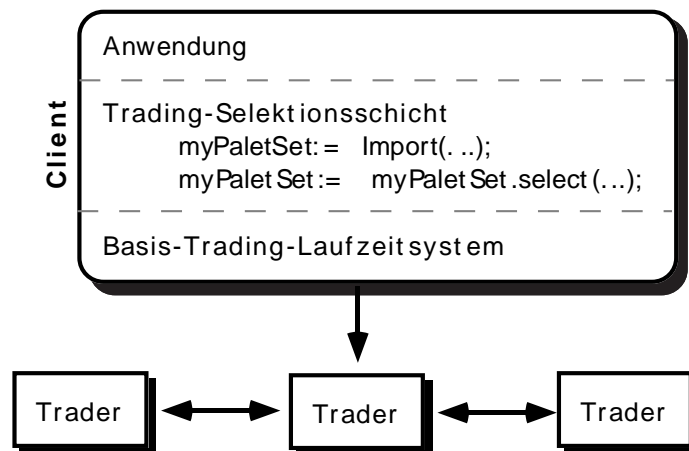 Anwendung
Client
Trading-Selektionsschicht
myPaletSet:= Import(...);
myPaletSet:= myPaletSet.select(...);
Basis-Trading-Laufzeitsystem
Trader
Trader
Trader